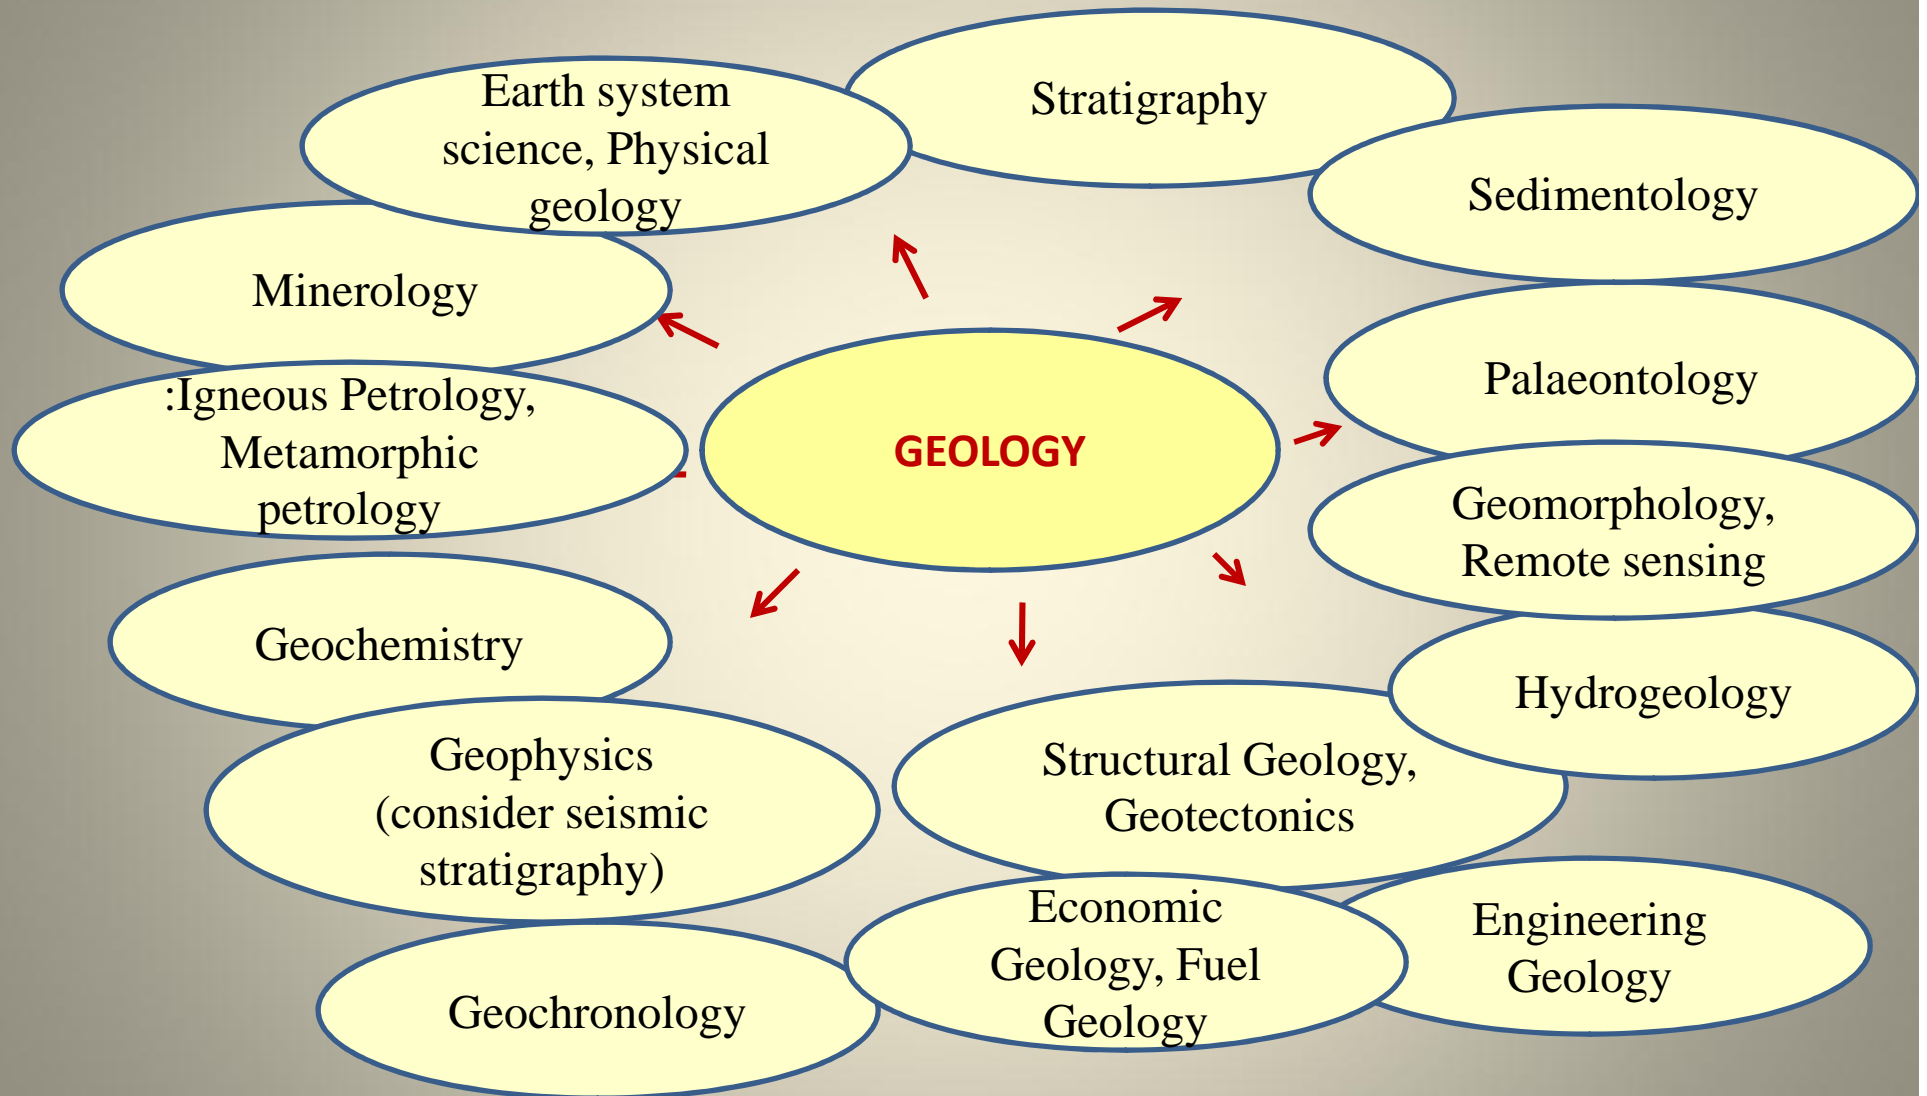 Earth system
science, Physical
geology
Stratigraphy
Sedimentology
Minerology
Palaeontology
:Igneous Petrology,
Metamorphic
petrology
GEOLOGY
Geomorphology,
Remote sensing
Geochemistry
Hydrogeology
Geophysics
(consider seismic
stratigraphy)
Structural Geology,
Geotectonics
Economic
Geology, Fuel
Geology
Engineering
Geology
Geochronology